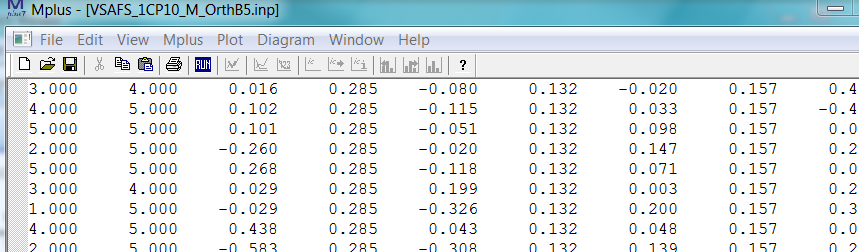 Mplus - [VSAFS_1CP10_M_OrthB5.inp]
File Edit View Mplus Plot Diagram Window Help
RUN ?
3.000 4.000 0.016 0.285 -0.080 0.132 -0.020 0.157 0.4
4.000 5.000 0.102 0.285 -0.115 0.132 0.033 0.157 -0.4
5.000 5.000 0.101 0.285 -0.051 0.132 0.098 0.157 0.0
2.000 5.000 -0.260 0.285 -0.020 0.132 0.147 0.157 0.2
5.000 5.000 0.268 0.285 -0.118 0.132 0.071 0.157 0.0
3.000 4.000 0.029 0.285 0.199 0.132 0.003 0.157 0.2
1.000 5.000 -0.029 0.285 -0.326 0.132 0.200 0.157 0.3
4.000 5.000 0.438 0.285 0.043 0.132 0.048 0.157 0.0
2.000 5.000 -0.583 0.285 -0.308 0.132 0.139 0.157 0.2